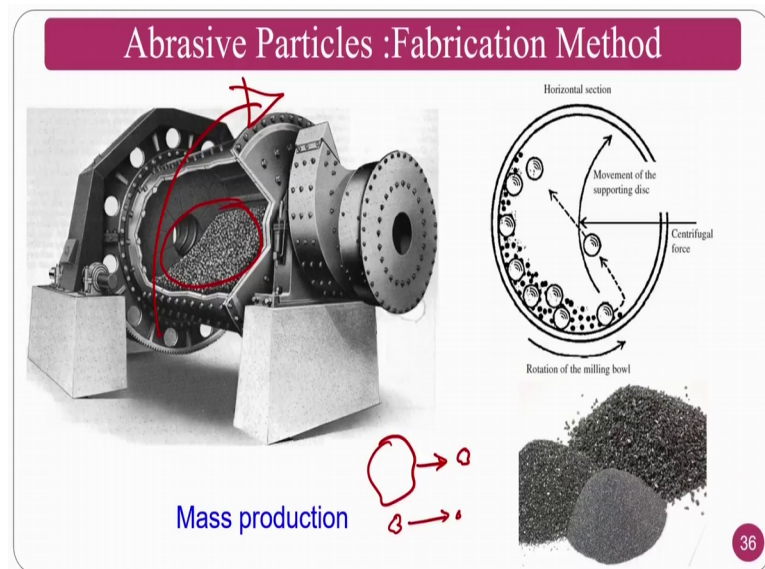 Abrasive Particles :Fabrication Method
Horizontal section
Movement of the
supporting disc
Centrifugal
force
Rotation of the milling bowl
Mass production
36